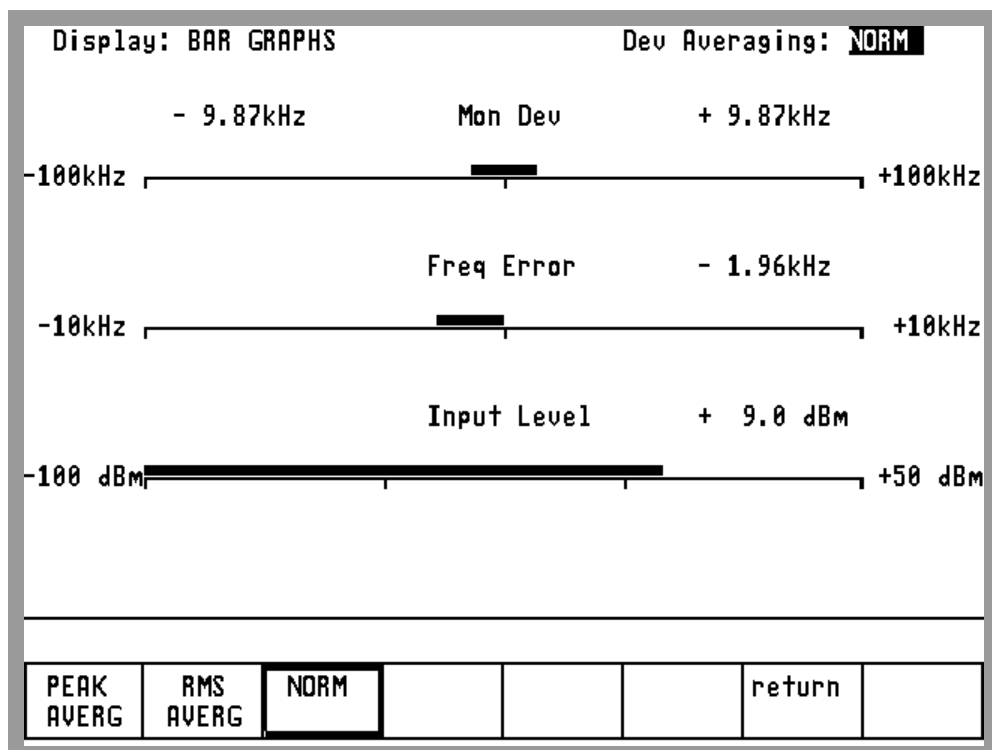 Display: BAR GRAPHS Dev Averaging: NORM
- 9.87kHz Mon Dev + 9.87kHz
-100kHz +100kHz
Freq Error - 1.96kHz
-10kHz +10kHz
Input Level + 9.0 dBm
-100 dBm +50 dBm
PEAK RMS NORM return
AVERG AVERG